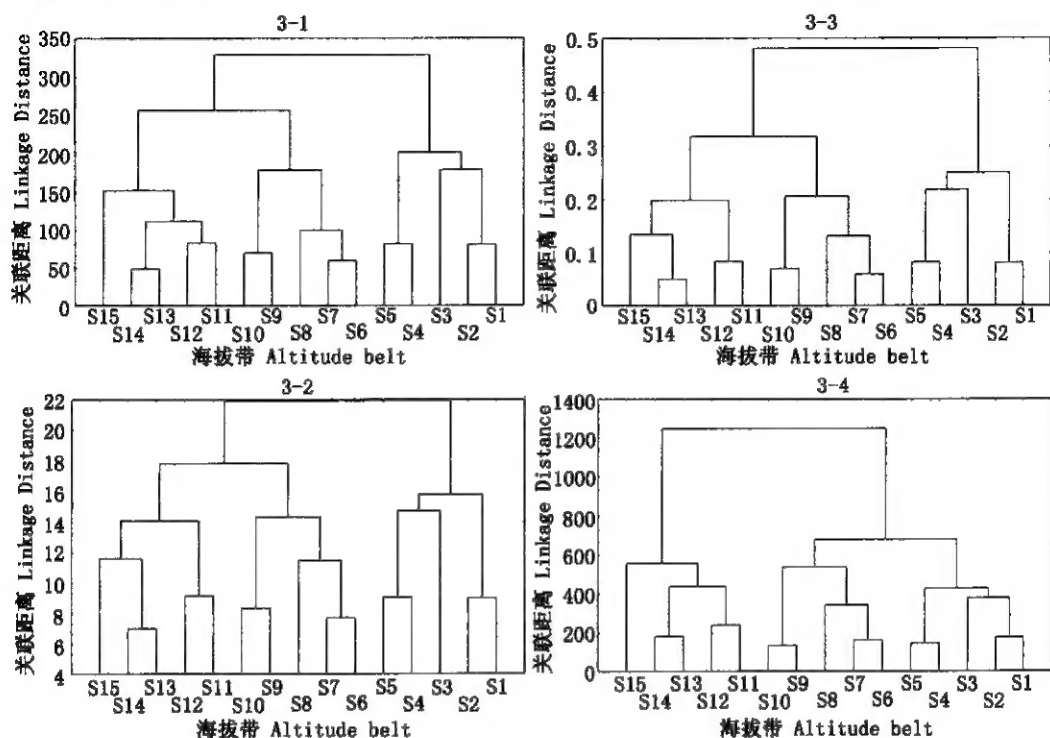 3-1
350
300
250
200
150
100
50
0
关联距离 Linkage Distance
S15 S13 S11 S9 S7 S5 S3 S1
S14 S12 S10 S8 S6 S4 S2
海拔带 Altitude belt
3-3
0.5
0.4
0.3
0.2
0.1
0
关联距离 Linkage Distance
S15 S13 S11 S9 S7 S5 S3 S1
S14 S12 S10 S8 S6 S4 S2
海拔带 Altitude belt
3-2
22
20
18
16
14
12
10
8
6
4
关联距离 Linkage Distance
S15 S13 S11 S9 S7 S5 S3 S1
S14 S12 S10 S8 S6 S4 S2
海拔带 Altitude belt
3-4
1400
1200
1000
800
600
400
200
0
关联距离 Linkage Distance
S15 S13 S11 S9 S7 S5 S3 S1
S14 S12 S10 S8 S6 S4 S2
海拔带 Altitude belt